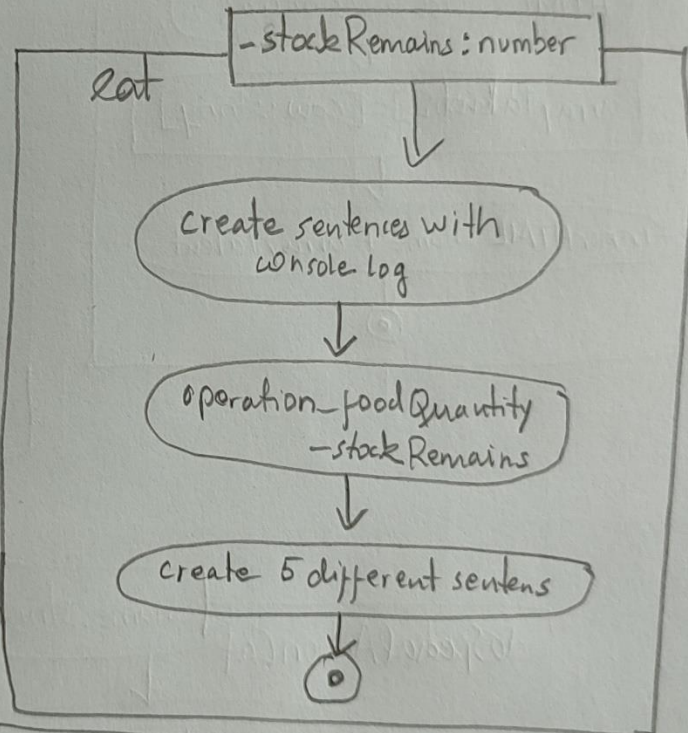 -stockRemains: number
eat
create sentences with
console log
operation_foodQuantity
-stockRemains
create 5 different sentens